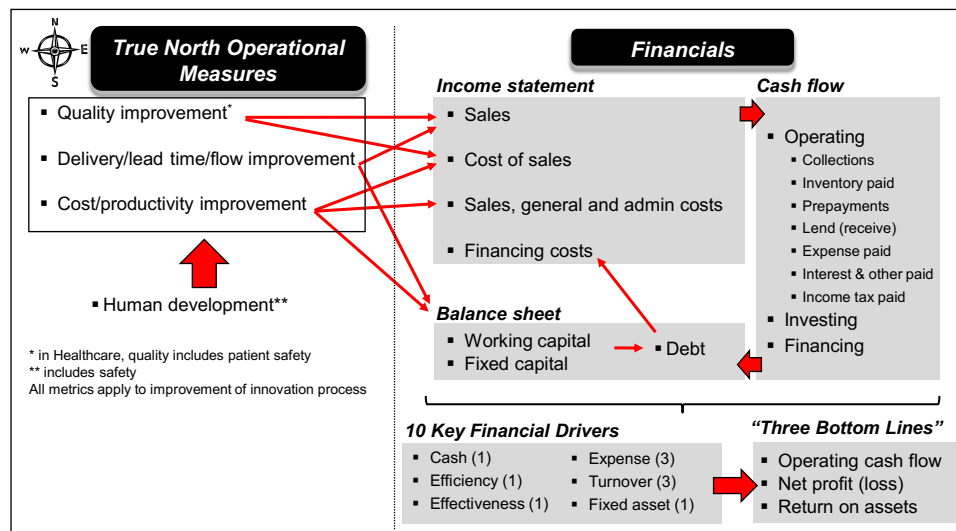 N
W E
S
True North Operational
Measures
▪ Quality improvement*
▪ Delivery/lead time/flow improvement
▪ Cost/productivity improvement
▪ Human development**
* in Healthcare, quality includes patient safety
** includes safety
All metrics apply to improvement of innovation process
Financials
Income statement
▪ Sales
▪ Cost of sales
▪ Sales, general and admin costs
▪ Financing costs
Balance sheet
▪ Working capital
▪ Fixed capital
▪ Debt
Cash flow
▪ Operating
▪ Collections
▪ Inventory paid
▪ Prepayments
▪ Lend (receive)
▪ Expense paid
▪ Interest & other paid
▪ Income tax paid
▪ Investing
▪ Financing
10 Key Financial Drivers
▪ Cash (1)
▪ Efficiency (1)
▪ Effectiveness (1)
▪ Expense (3)
▪ Turnover (3)
▪ Fixed asset (1)
“Three Bottom Lines”
▪ Operating cash flow
▪ Net profit (loss)
▪ Return on assets